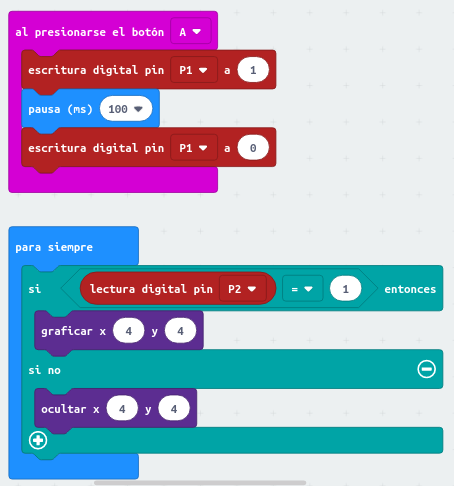 al presionarse el botón A
escritura digital pin P1 a 1
pausa (ms) 100
escritura digital pin P1 a 0
para siempre
si lectura digital pin P2 = 1 entonces
graficar x 4 y 4
si no
ocultar x 4 y 4